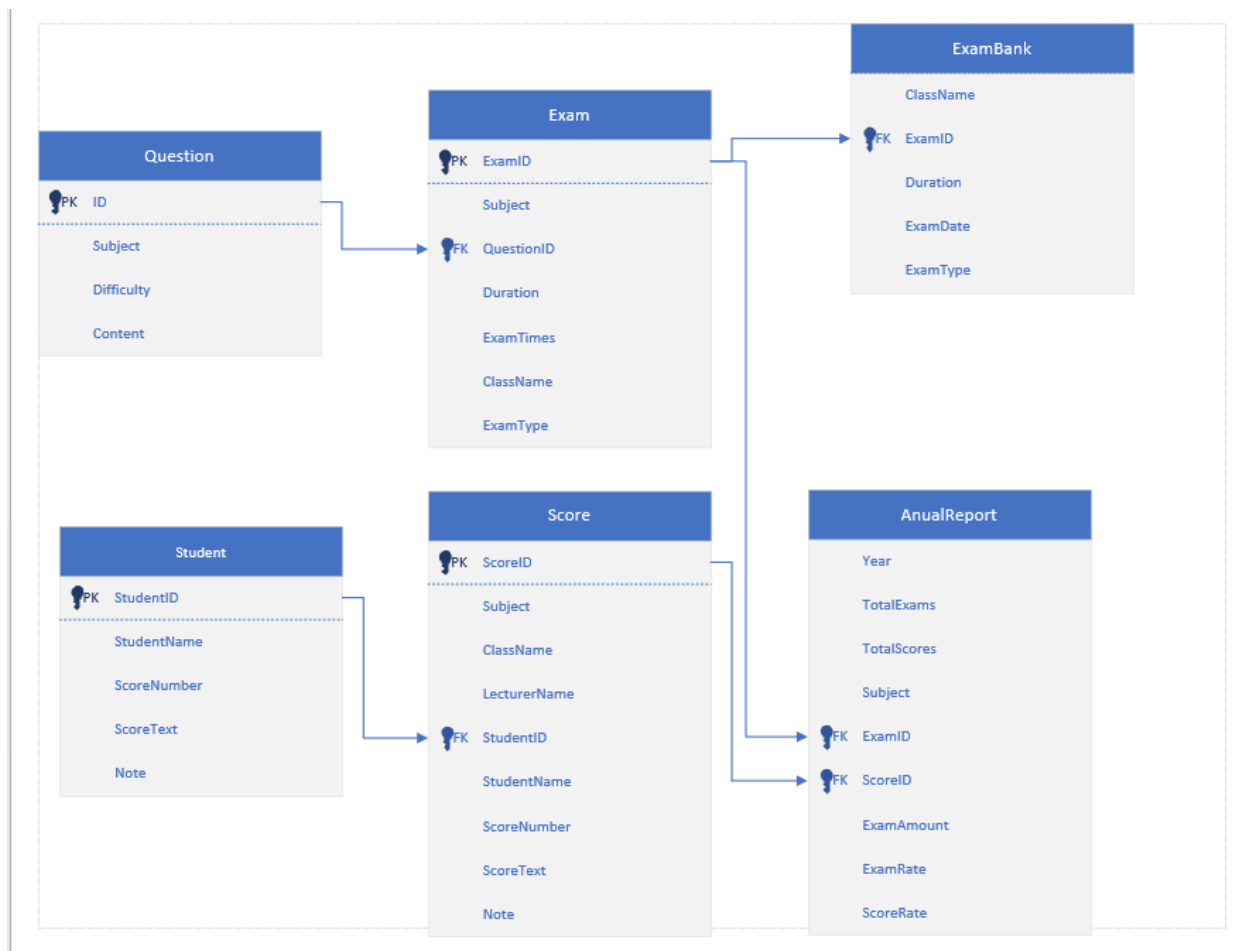 Question
PK ID
Subject
Difficulty
Content
Exam
PK ExamID
Subject
FK QuestionID
Duration
ExamTimes
ClassName
ExamType
ExamBank
ClassName
FK ExamID
Duration
ExamDate
ExamType
Student
PK StudentID
StudentName
ScoreNumber
ScoreText
Note
Score
PK ScoreID
Subject
ClassName
LecturerName
FK StudentID
StudentName
ScoreNumber
ScoreText
Note
AnualReport
Year
TotalExams
TotalScores
Subject
FK ExamID
FK ScoreID
ExamAmount
ExamRate
ScoreRate